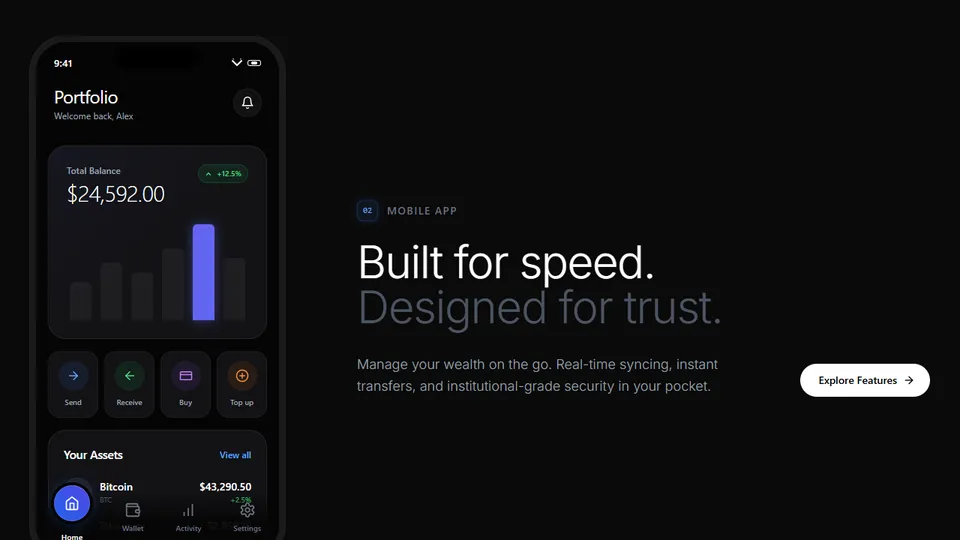 9:41
Portfolio
Welcome back, Alex
Total Balance
+12.5%
$24,592.00
Send
Receive
Buy
Top up
Your Assets
View all
Bitcoin
$43,290.50
BTC
+2.5%
Home
Wallet
Activity
Settings
02
MOBILE APP
Built for speed.
Designed for trust.
Manage your wealth on the go. Real-time syncing, instant
transfers, and institutional-grade security in your pocket.
Explore Features